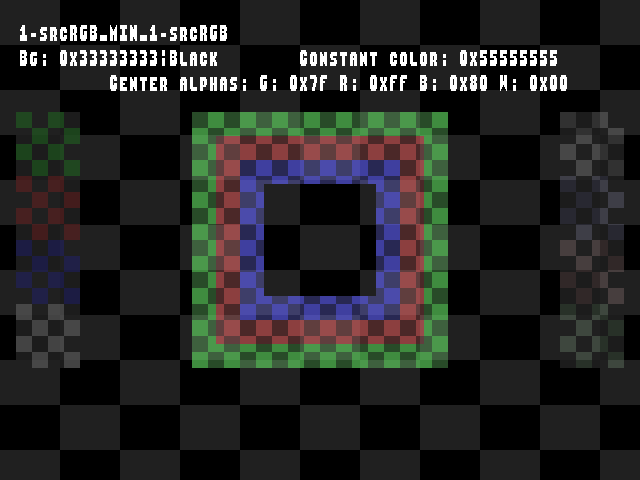 1-srcRGB_MIN_1-srcRGB
Bg: 0x33333333;Black Constant color: 0x55555555
Center alphas: G: 0x7f R: 0xff B: 0x80 W: 0x00